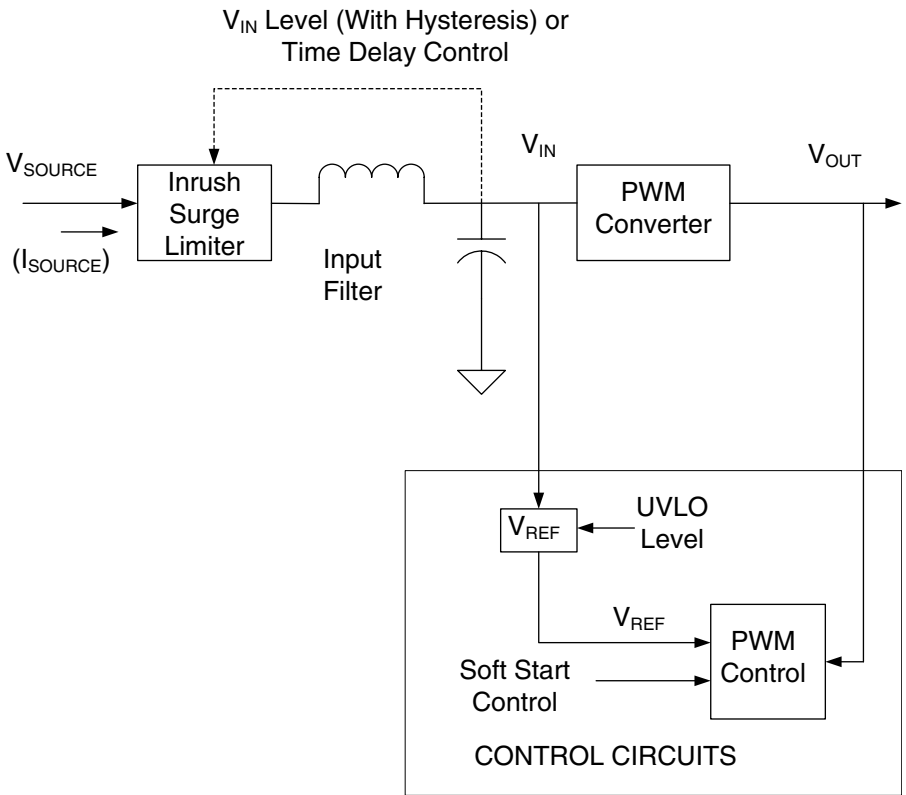 V_IN Level (With Hysteresis) or
Time Delay Control
V_SOURCE
(I_SOURCE)
Inrush
Surge
Limiter
Input
Filter
V_IN
PWM
Converter
V_OUT
V_REF
UVLO
Level
V_REF
PWM
Control
Soft Start
Control
CONTROL CIRCUITS